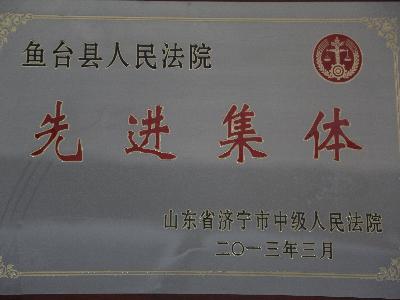 鱼台县人民法院
先进集体
山东省济宁市中级人民法院
二〇一三年三月